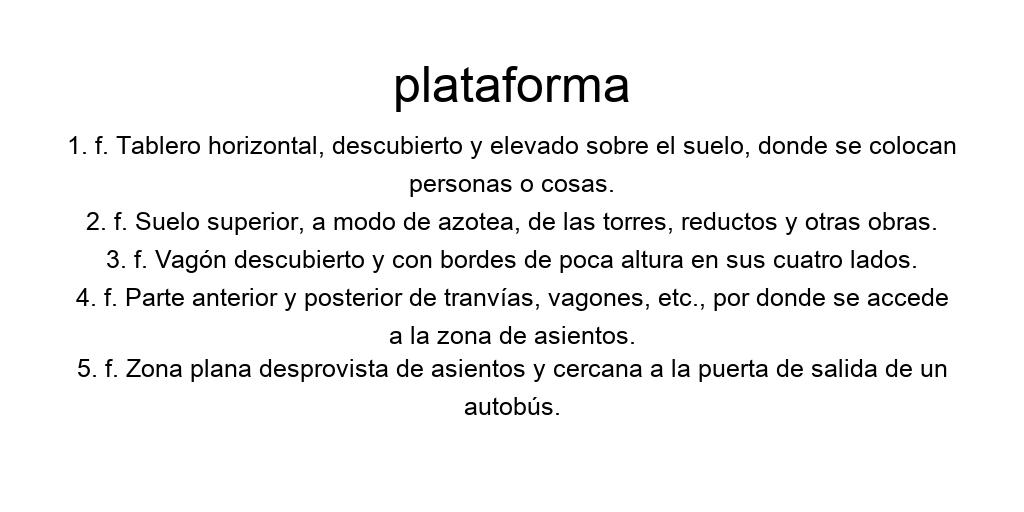 plataforma
1. f. Tablero horizontal, descubierto y elevado sobre el suelo, donde se colocan
personas o cosas.
2. f. Suelo superior, a modo de azotea, de las torres, reductos y otras obras.
3. f. Vagón descubierto y con bordes de poca altura en sus cuatro lados.
4. f. Parte anterior y posterior de tranvías, vagones, etc., por donde se accede
a la zona de asientos.
5. f. Zona plana desprovista de asientos y cercana a la puerta de salida de un
autobús.